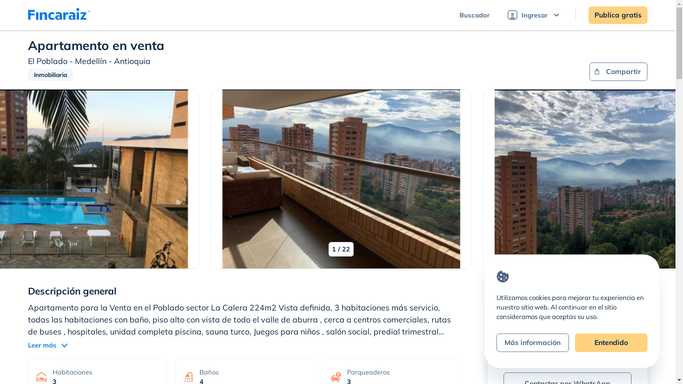 Fincaraiz
Buscador
Ingresar
Publica gratis
Apartamento en venta
El Poblado - Medellín - Antioquia
Inmobiliaria
Compartir
1 / 22
Descripción general
Apartamento para la Venta en el Poblado sector La Calera 224m2 Vista definida, 3 habitaciones más servicio,
todas las habitaciones con baño, piso alto con vista de todo el valle de aburra , cerca a centros comerciales, rutas
de buses , hospitales, unidad completa piscina, sauna turco, Juegos para niños , salón social, predial trimestral...
Leer más
Habitaciones
3
Baños
4
Parqueaderos
3
Utilizamos cookies para mejorar tu experiencia en
nuestro sitio web. Al continuar en el sitio
consideramos que aceptas su uso.
Más información
Entendido
Contactar por WhatsApp